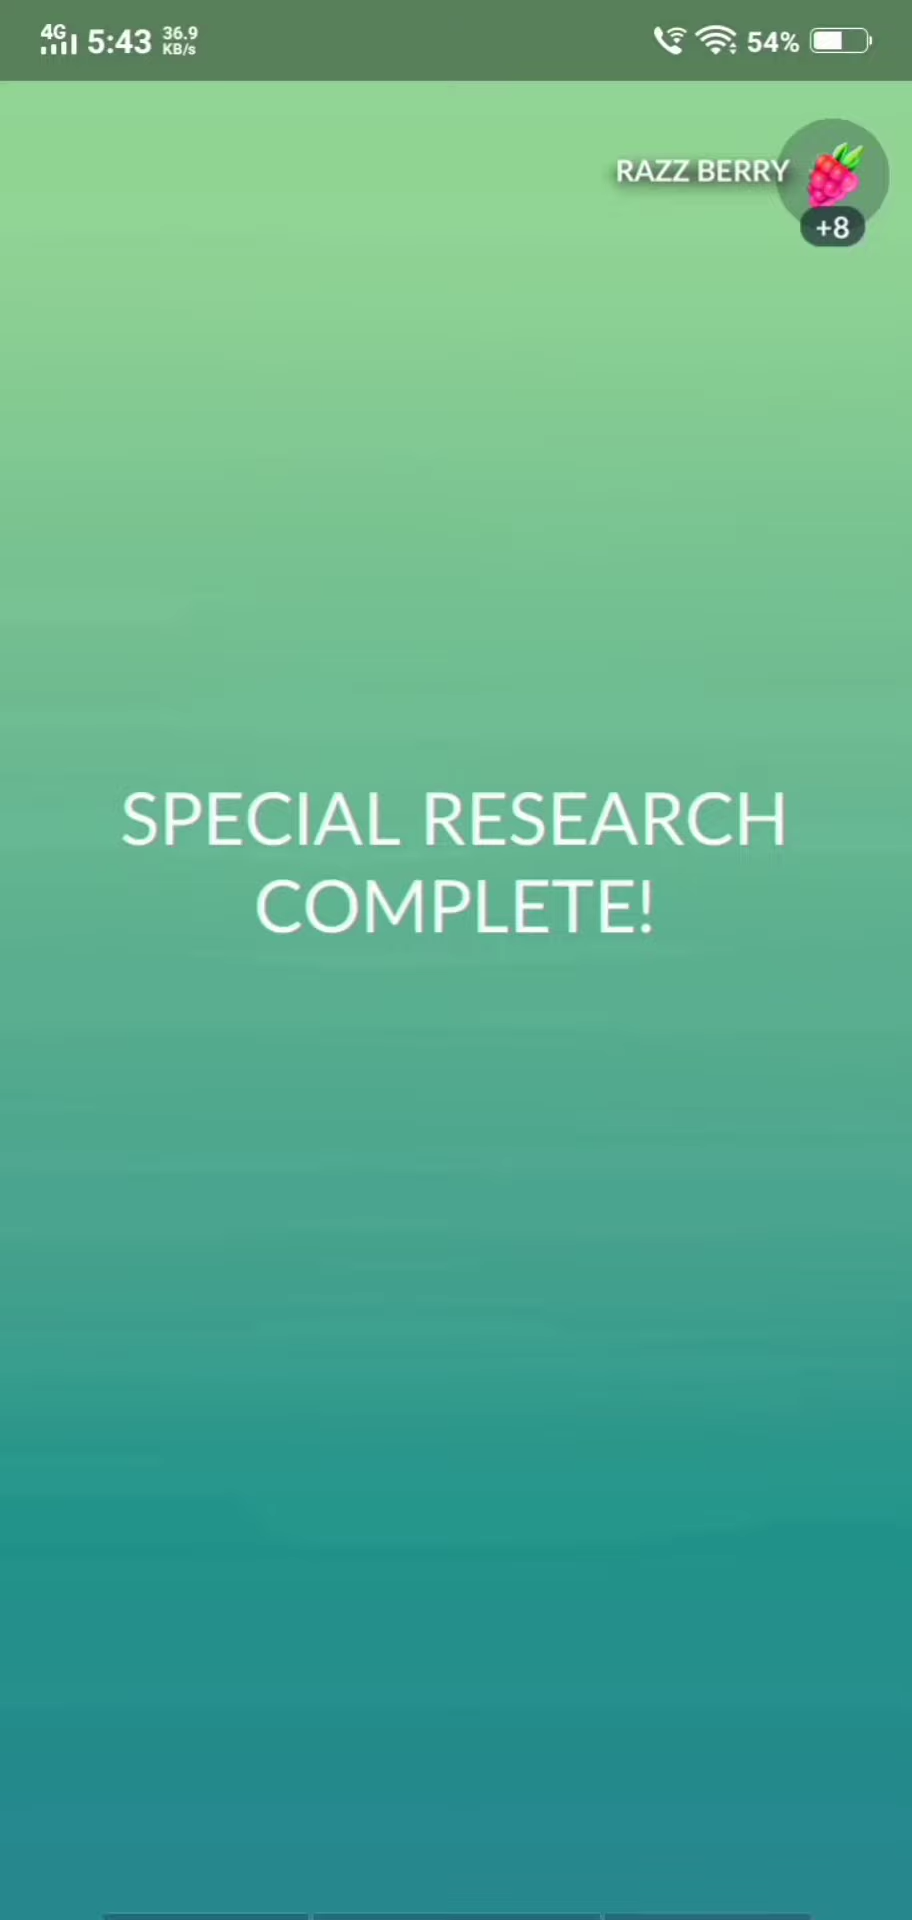 4G 5:43 36.9 KB/s 54%
RAZZ BERRY
+8
SPECIAL RESEARCH
COMPLETE!